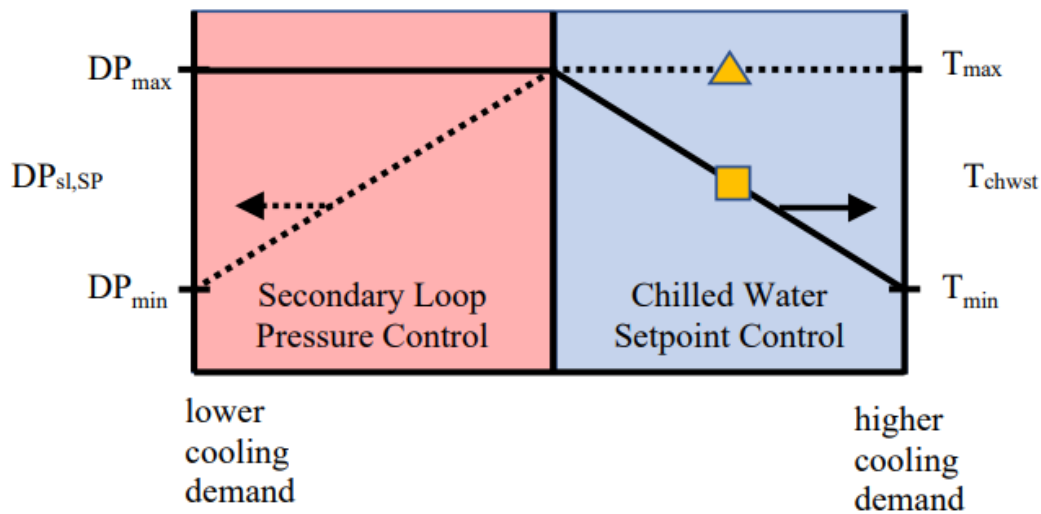 DPmax
Tmax
DPsl,SP
Tchwst
DPmin
Tmin
Secondary Loop
Pressure Control
Chilled Water
Setpoint Control
lower
cooling
demand
higher
cooling
demand